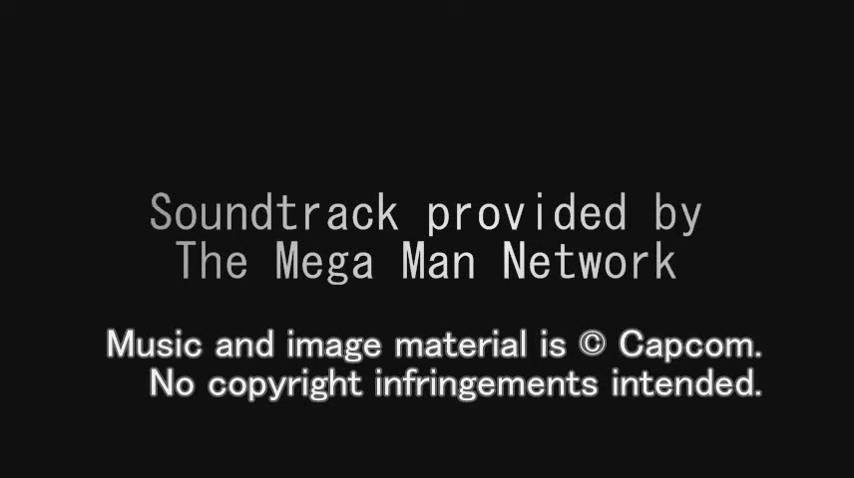 Soundtrack provided by
The Mega Man Network
Music and image material is © Capcom.
No copyright infringements intended.